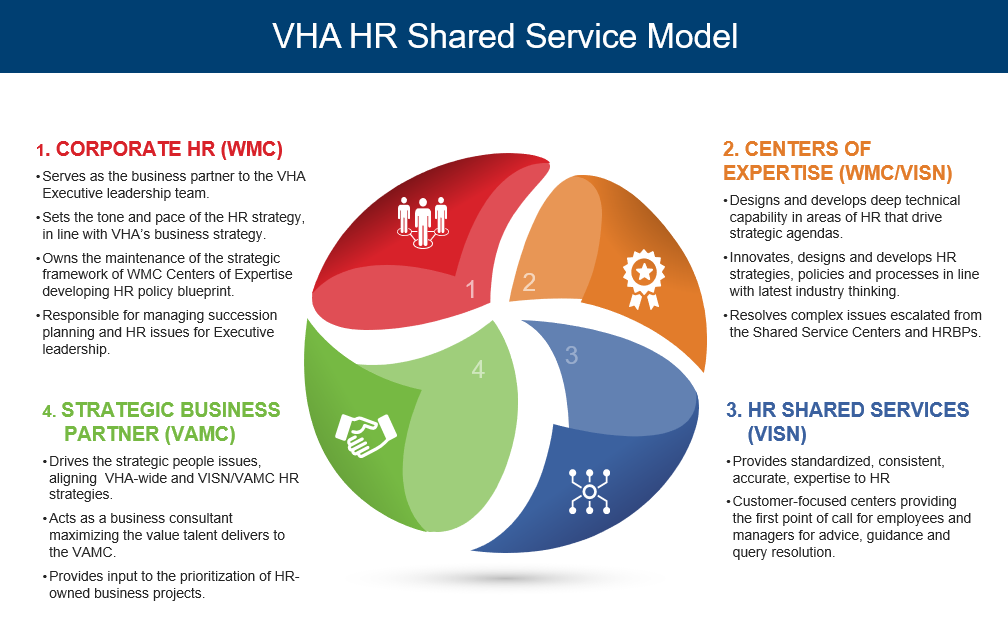 VHA HR Shared Service Model
1. CORPORATE HR (WMC)
•Serves as the business partner to the VHA
Executive leadership team.
•Sets the tone and pace of the HR strategy,
in line with VHA's business strategy.
•Owns the maintenance of the strategic
framework of WMC Centers of Expertise
developing HR policy blueprint.
•Responsible for managing succession
planning and HR issues for Executive
leadership.
2. CENTERS OF
EXPERTISE (WMC/VISN)
•Designs and develops deep technical
capability in areas of HR that drive
strategic agendas.
•Innovates, designs and develops HR
strategies, policies and processes in line
with latest industry thinking.
•Resolves complex issues escalated from
the Shared Service Centers and HRBPs.
1
2
3
4
4. STRATEGIC BUSINESS
PARTNER (VAMC)
•Drives the strategic people issues,
aligning VHA-wide and VISN/VAMC HR
strategies.
•Acts as a business consultant
maximizing the value talent delivers to
the VAMC.
•Provides input to the prioritization of HR-
owned business projects.
3. HR SHARED SERVICES
(VISN)
•Provides standardized, consistent,
accurate, expertise to HR
•Customer-focused centers providing
the first point of call for employees and
managers for advice, guidance and
query resolution.